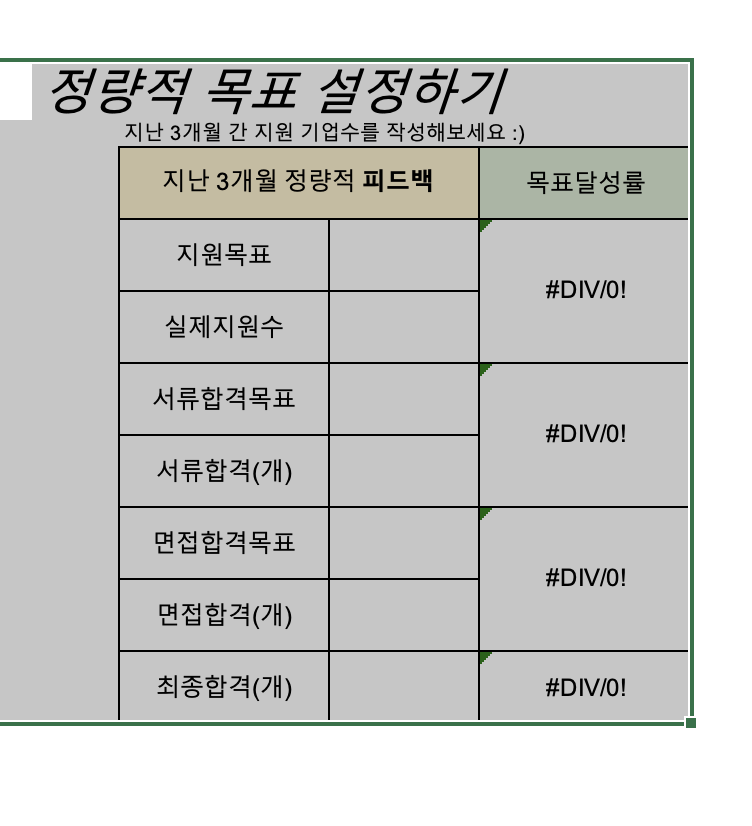 정량적 목표 설정하기
지난 3개월 간 지원 기업수를 작성해보세요 :)
지난 3개월 정량적 피드백 목표달성률
지원목표
#DIV/0!
실제지원수
서류합격목표
#DIV/0!
서류합격(개)
면접합격목표
#DIV/0!
면접합격(개)
최종합격(개) #DIV/0!